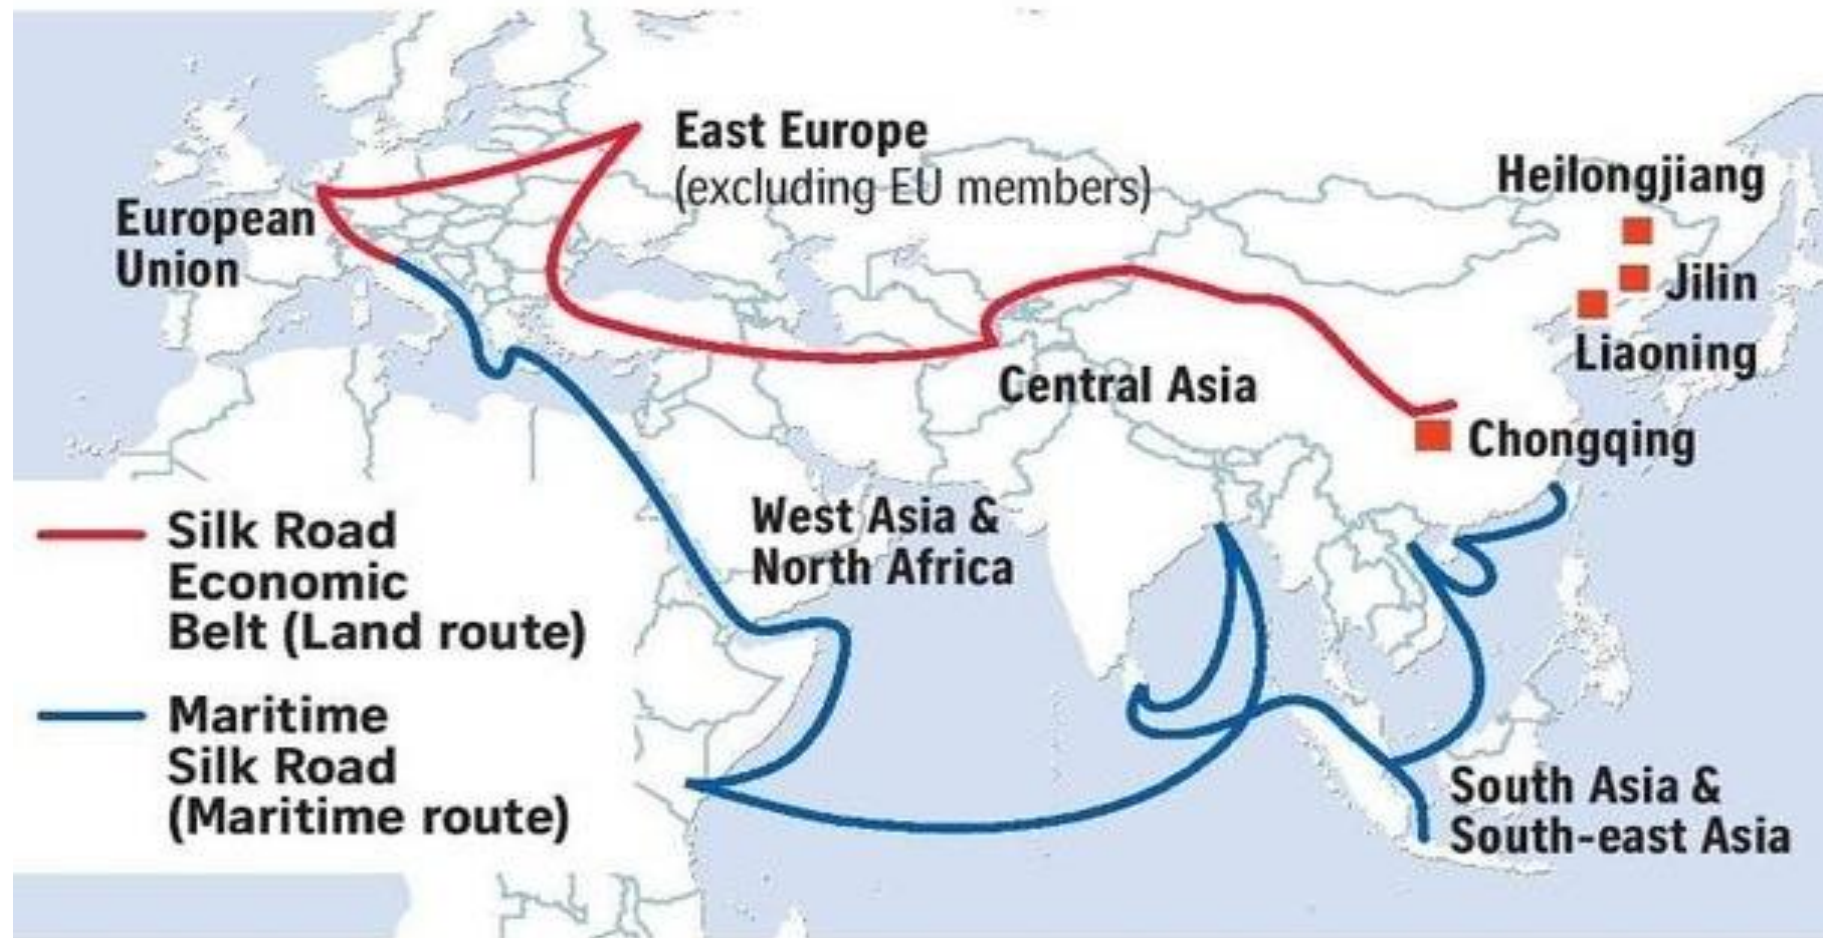 East Europe
(excluding EU members)
Heilongjiang
European
Union
Jilin
Liaoning
Central Asia
Chongqing
West Asia &
North Africa
Silk Road
Economic
Belt (Land route)
Maritime
Silk Road
(Maritime route)
South Asia &
South-east Asia